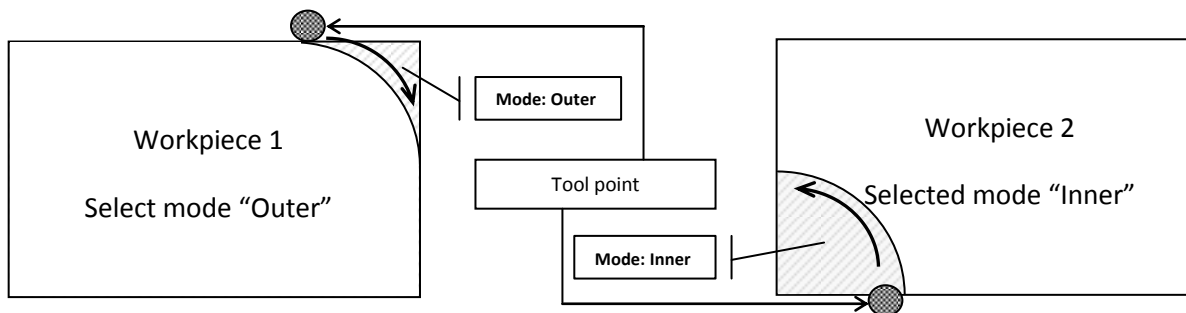 Workpiece 1
Select mode “Outer”
Mode: Outer
Tool point
Mode: Inner
Workpiece 2
Selected mode “Inner”